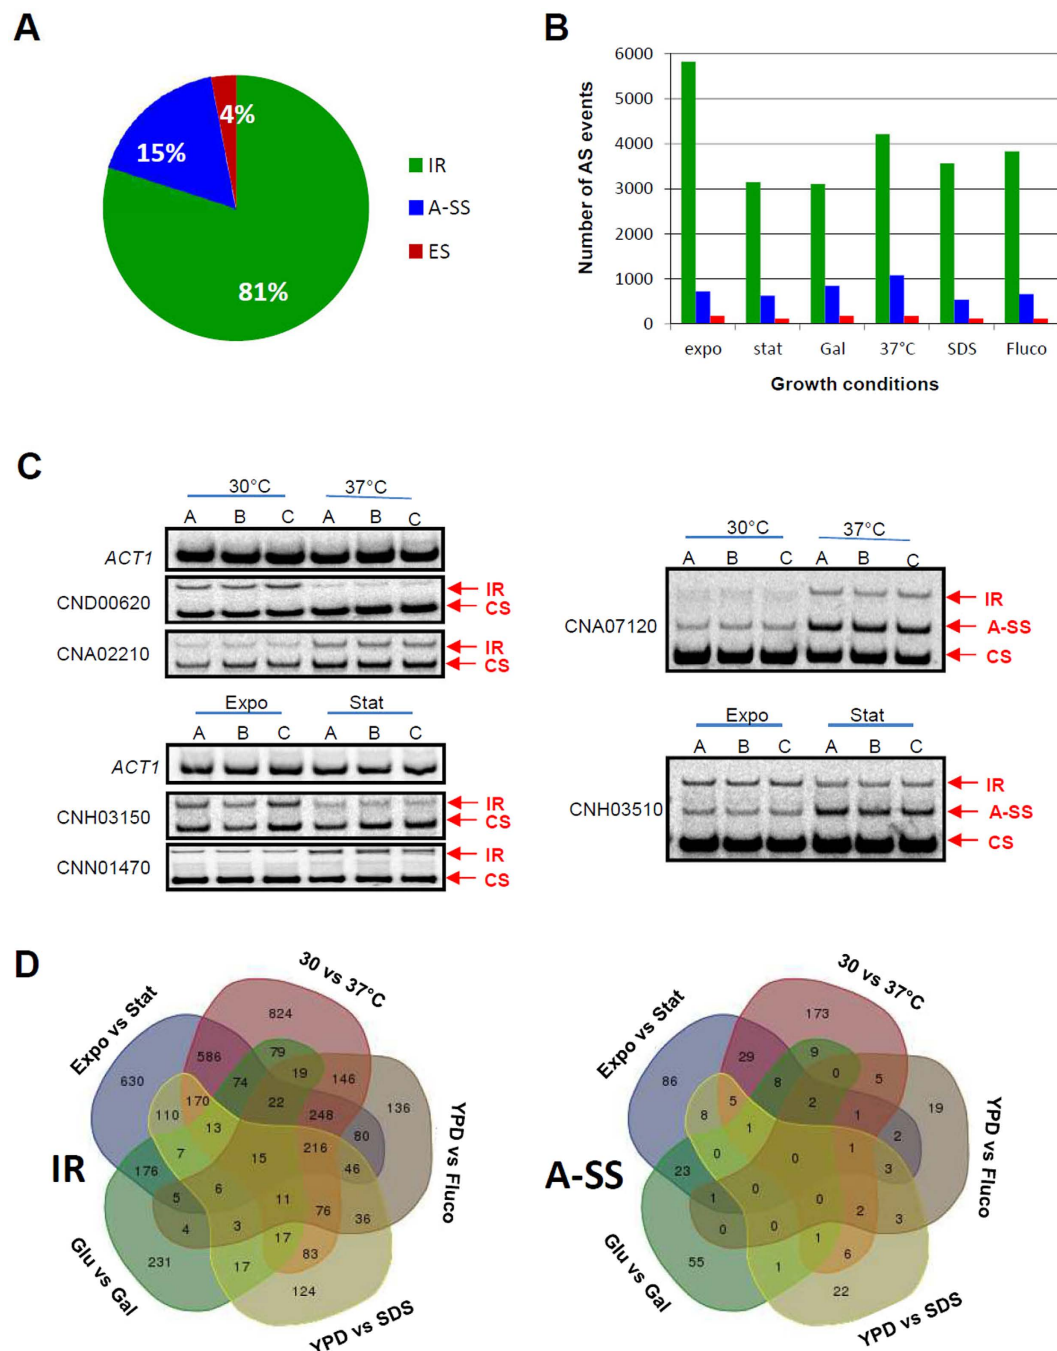 A
4%
15%
81%
IR
A-SS
ES
B
6000
5000
4000
3000
2000
1000
0
Number of AS events
expo stat Gal 37°C SDS Fluco
Growth conditions
C
30°C 37°C
A B C A B C
ACT1
CND00620
IR
CS
CNA02210
IR
CS
Expo Stat
A B C A B C
ACT1
CNH03150
IR
CS
CNN01470
IR
CS
30°C 37°C
A B C A B C
CNA07120
IR
A-SS
CS
Expo Stat
A B C A B C
CNH03510
IR
A-SS
CS
D
IR
Expo vs Stat
30 vs 37°C
YPD vs Fluco
YPD vs SDS
Glu vs Gal
824
586 79
74 19 146
630 22 136
110 170 248
13 80
7 216
15 46
176
6
5 11
4 3 76 36
17
231 17 83
124
A-SS
Expo vs Stat
30 vs 37°C
YPD vs Fluco
YPD vs SDS
Glu vs Gal
173
29 9
8 0 5
86 2 19
8 5 1
1 2
0 1
0 3
23
0
1 0
0 0 2 3
1
55 1 6
22